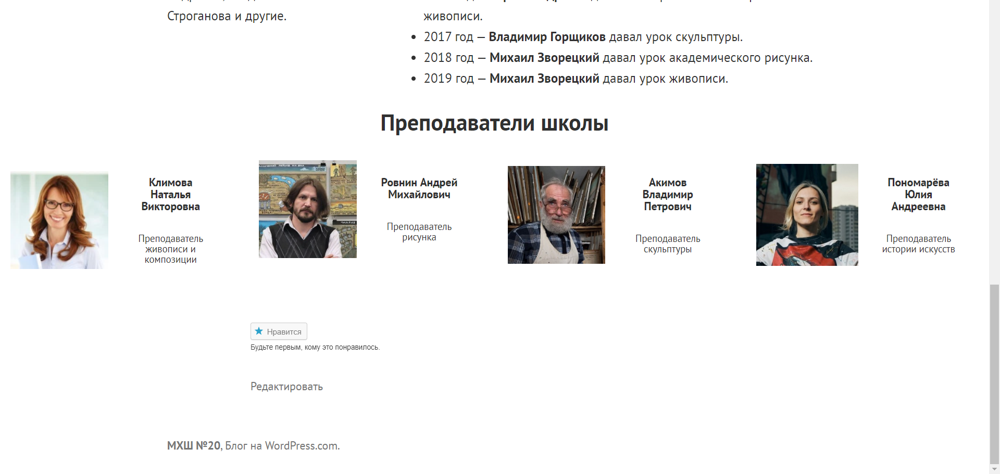 Строганова и другие.
живописи.
• 2017 год — Владимир Горщиков давал урок скульптуры.
• 2018 год — Михаил Зворецкий давал урок академического рисунка.
• 2019 год — Михаил Зворецкий давал урок живописи.
Преподаватели школы
Климова
Наталья
Викторовна
Преподаватель
живописи и
композиции
Ровнин Андрей
Михайлович
Преподаватель
рисунка
Акимов
Владимир
Петрович
Преподаватель
скульптуры
Пономарёва
Юлия
Андреевна
Преподаватель
истории искусств
Нравится
Будьте первым, кому это понравилось.
Редактировать
МХШ №20, Блог на WordPress.com.